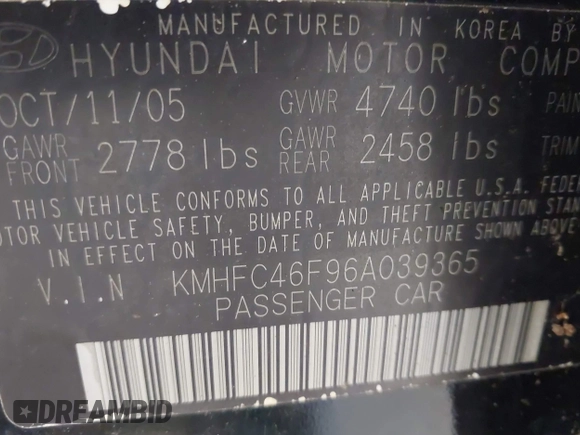 MANUFACTURED IN KOREA BY
HYUNDAI MOTOR COMP
OCT/11/05 GVWR 4740 lbs PAIN
GAWR FRONT 2778 lbs GAWR REAR 2458 lbs TRIM
THIS VEHICLE CONFORMS TO ALL APPLICABLE U.S.A. FEDE
MOTOR VEHICLE SAFETY, BUMPER, AND THEFT PREVENTION STAN
IN EFFECT ON THE DATE OF MANUFACTURE SHOWN ABOVE
V.I.N KMHFC46F96A039365
PASSENGER CAR
DREAMBID